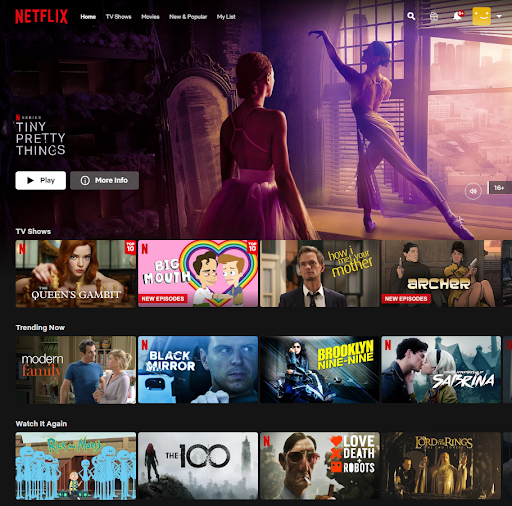 NETFLIX
Home TV Shows Movies New & Popular My List
N SERIES
TINY
PRETTY
THINGS
Play
More Info
16+
TV Shows
N
TOP
10
THE
QUEEN'S GAMBIT
N
TOP
10
BIG
MOUTH
NEW EPISODES
how i
met your
mother
N
ARCHER
NEW EPISODES
Trending Now
modern
family
N
BLACK
MIRROR
BROOKLYN
NINE-NINE
N
SABRINA
Watch It Again
RICK AND MORTY
THE 100
N
LOVE
DEATH
ROBOTS
THE LORD OF THE RINGS